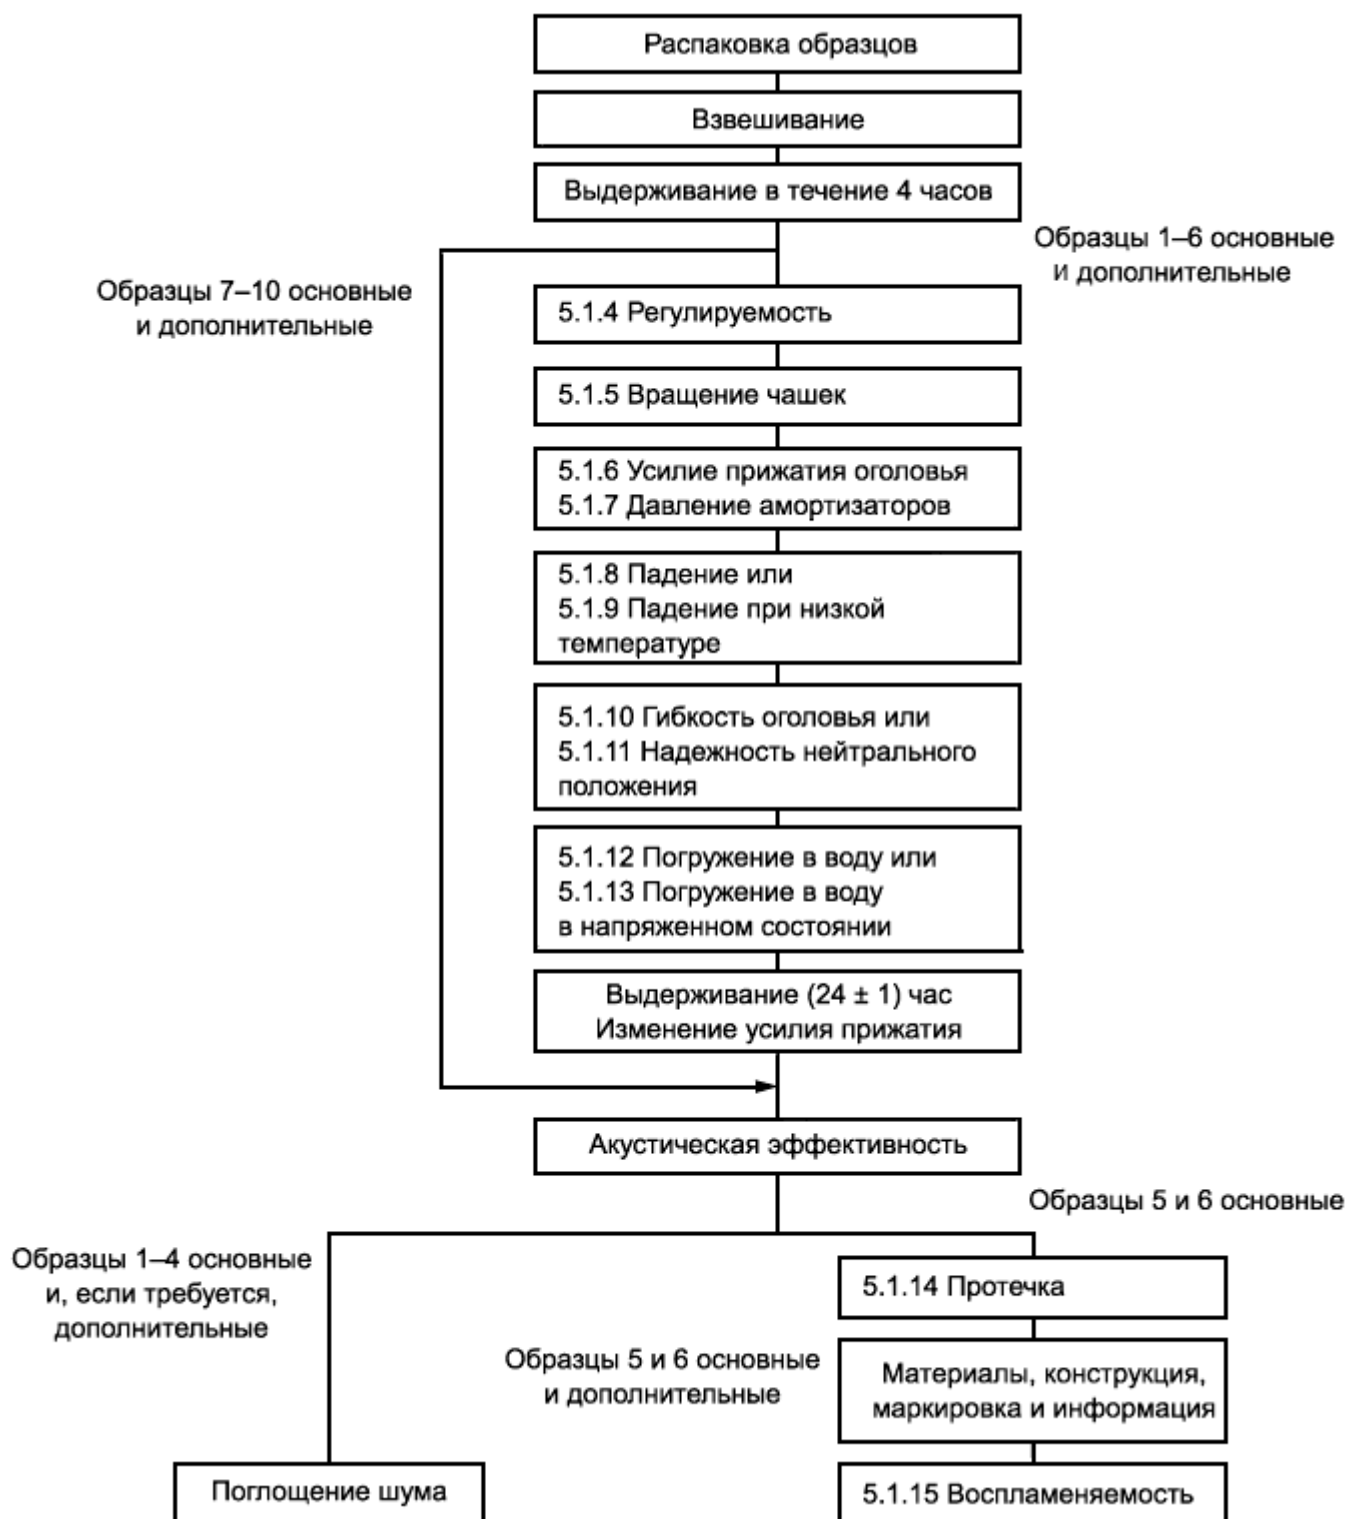 Распаковка образцов
Взвешивание
Выдерживание в течение 4 часов
Образцы 1–6 основные
и дополнительные
Образцы 7–10 основные
и дополнительные
5.1.4 Регулируемость
5.1.5 Вращение чашек
5.1.6 Усилие прижатия оголовья
5.1.7 Давление амортизаторов
5.1.8 Падение или
5.1.9 Падение при низкой
температуре
5.1.10 Гибкость оголовья или
5.1.11 Надежность нейтрального
положения
5.1.12 Погружение в воду или
5.1.13 Погружение в воду
в напряженном состоянии
Выдерживание (24 ± 1) час
Изменение усилия прижатия
Акустическая эффективность
Образцы 5 и 6 основные
Образцы 1–4 основные
и, если требуется,
дополнительные
5.1.14 Протечка
Образцы 5 и 6 основные
и дополнительные
Материалы, конструкция,
маркировка и информация
Поглощение шума
5.1.15 Воспламеняемость